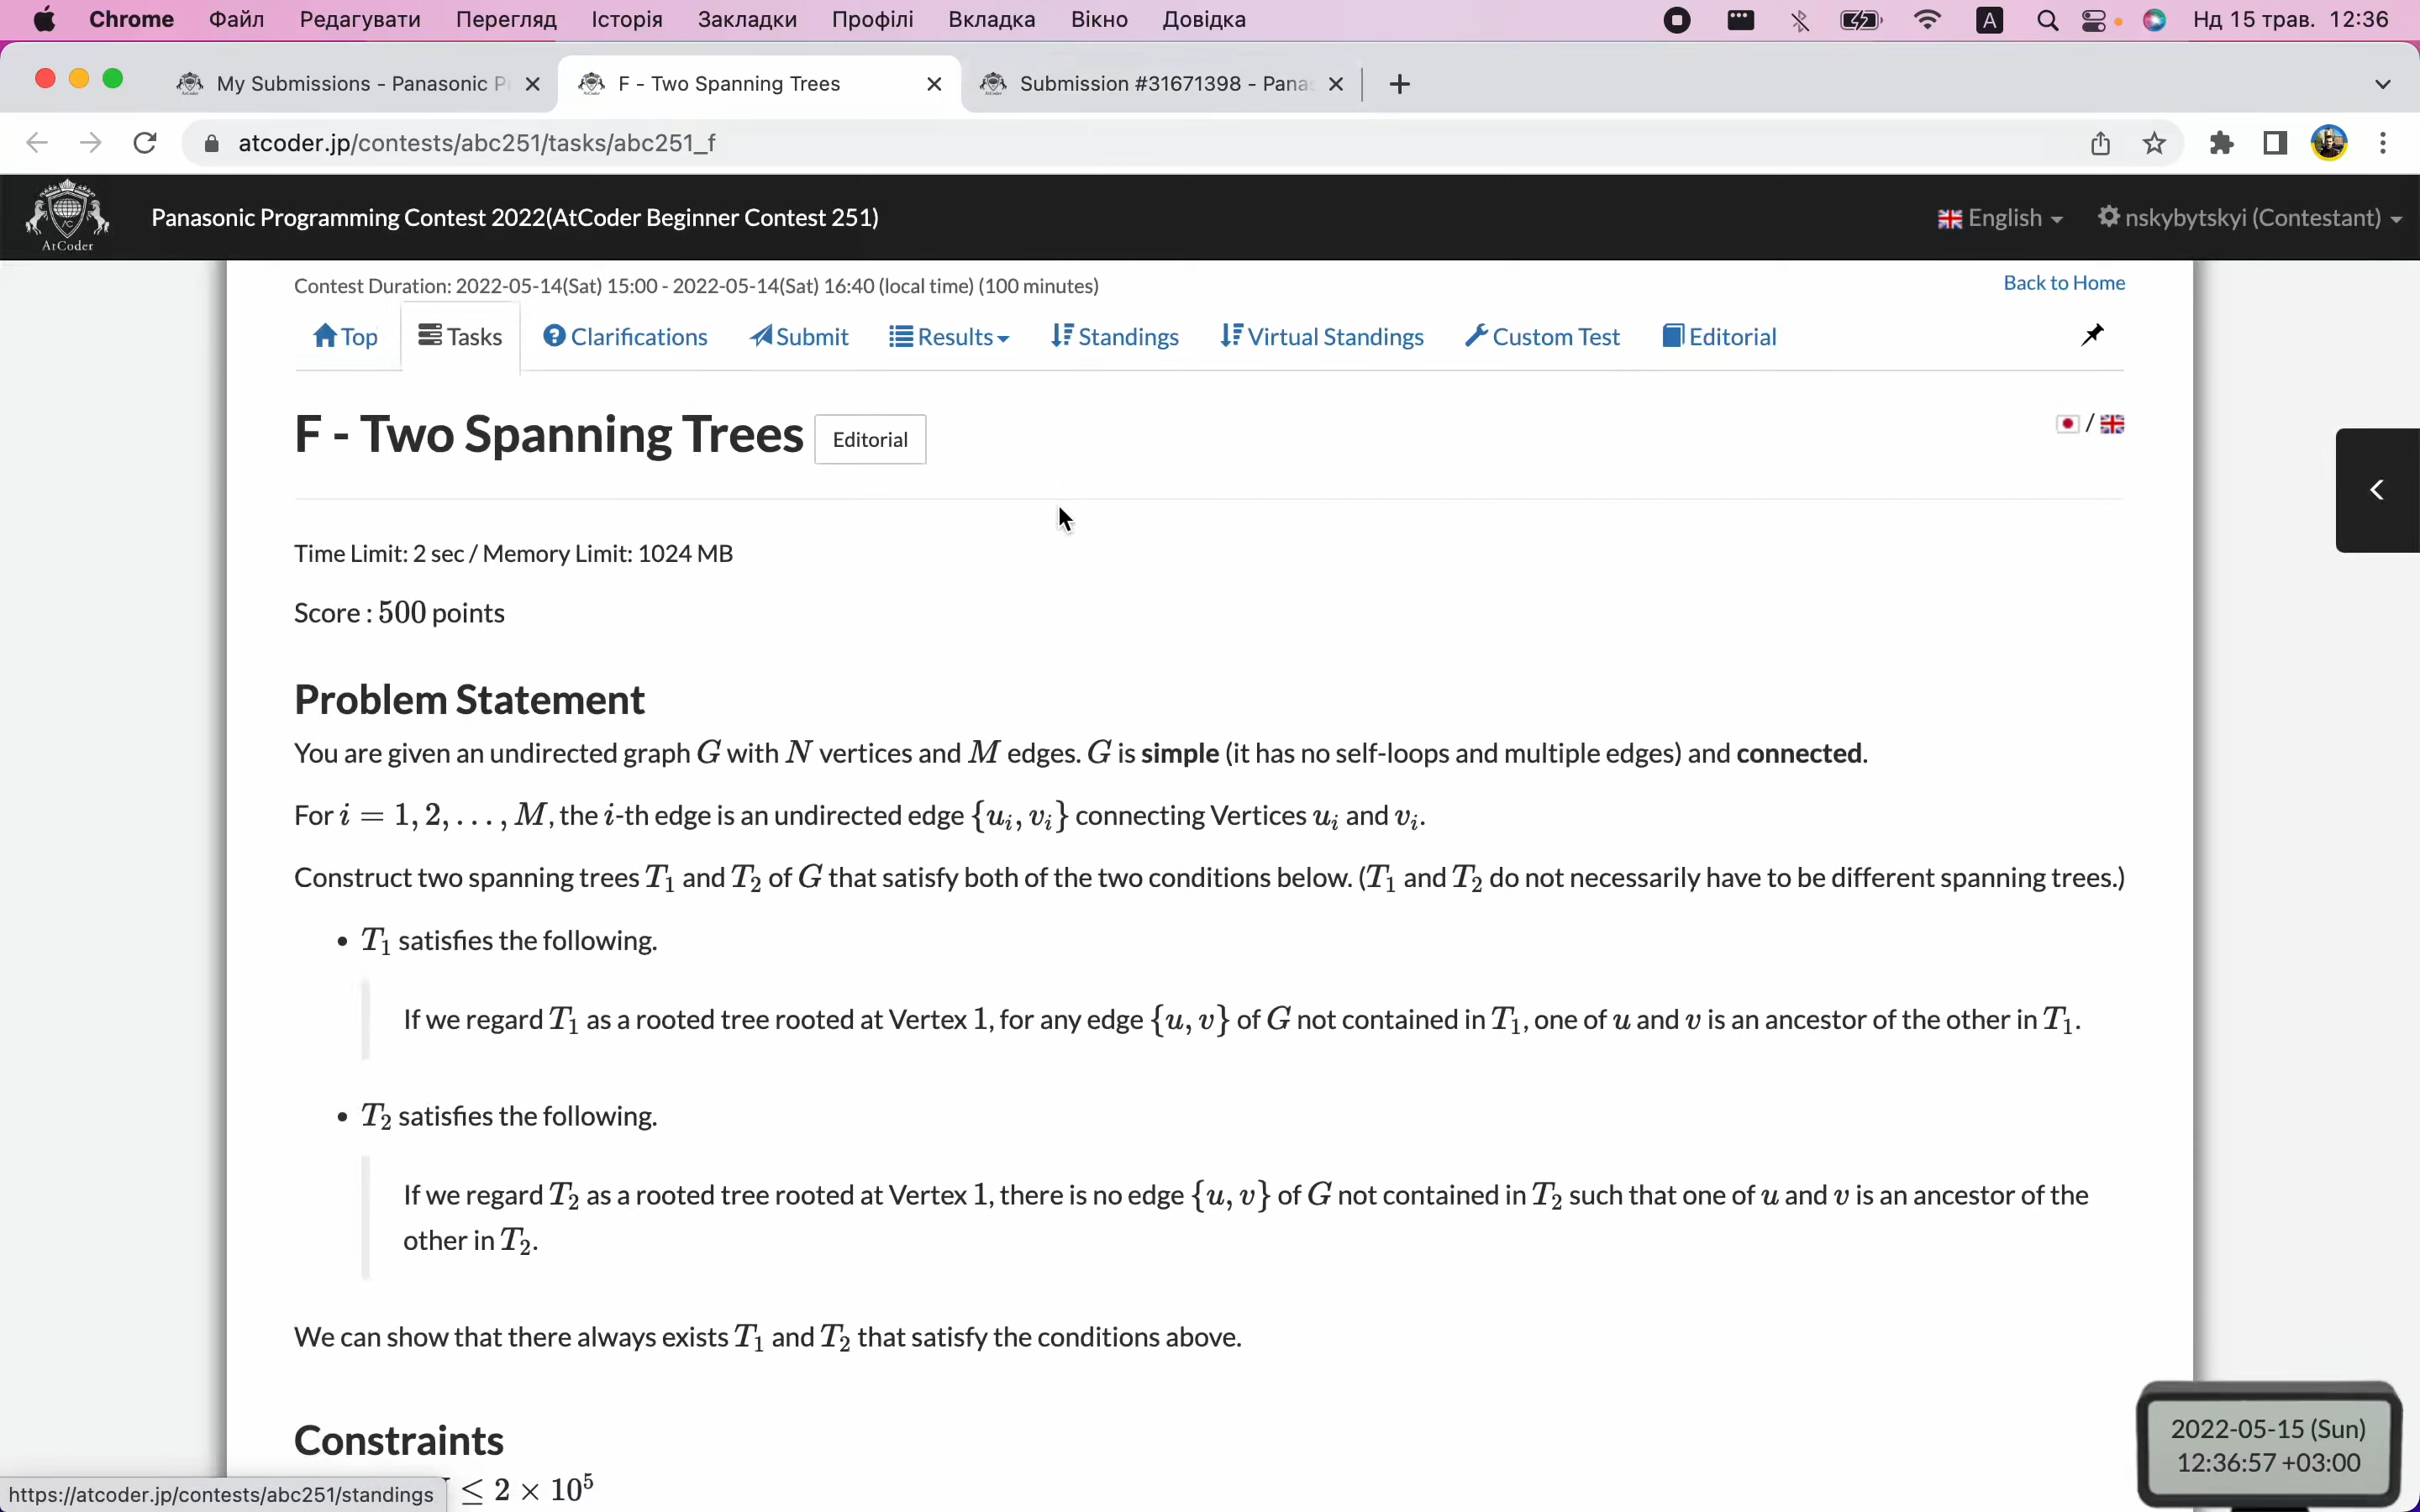 Chrome Файл Редагувати Перегляд Історія Закладки Профілі Вкладка Вікно Довідка A Нд 15 трав. 12:36
My Submissions - Panasonic P F - Two Spanning Trees Submission #31671398 - Pana
atcoder.jp/contests/abc251/tasks/abc251_f
AtCoder Panasonic Programming Contest 2022(AtCoder Beginner Contest 251) English nskybytskyi (Contestant)
Contest Duration: 2022-05-14(Sat) 15:00 - 2022-05-14(Sat) 16:40 (local time) (100 minutes) Back to Home
Top Tasks Clarifications Submit Results Standings Virtual Standings Custom Test Editorial
F - Two Spanning Trees Editorial /
Time Limit: 2 sec / Memory Limit: 1024 MB
Score : 500 points
Problem Statement
You are given an undirected graph G with N vertices and M edges. G is simple (it has no self-loops and multiple edges) and connected.
For i = 1, 2, . . . , M, the i-th edge is an undirected edge {u_i, v_i} connecting Vertices u_i and v_i.
Construct two spanning trees T_1 and T_2 of G that satisfy both of the two conditions below. (T_1 and T_2 do not necessarily have to be different spanning trees.)
• T_1 satisfies the following.
If we regard T_1 as a rooted tree rooted at Vertex 1, for any edge {u, v} of G not contained in T_1, one of u and v is an ancestor of the other in T_1.
• T_2 satisfies the following.
If we regard T_2 as a rooted tree rooted at Vertex 1, there is no edge {u, v} of G not contained in T_2 such that one of u and v is an ancestor of the
other in T_2.
We can show that there always exists T_1 and T_2 that satisfy the conditions above.
Constraints
≤ 2 × 10^5
https://atcoder.jp/contests/abc251/standings
2022-05-15 (Sun)
12:36:57 +03:00